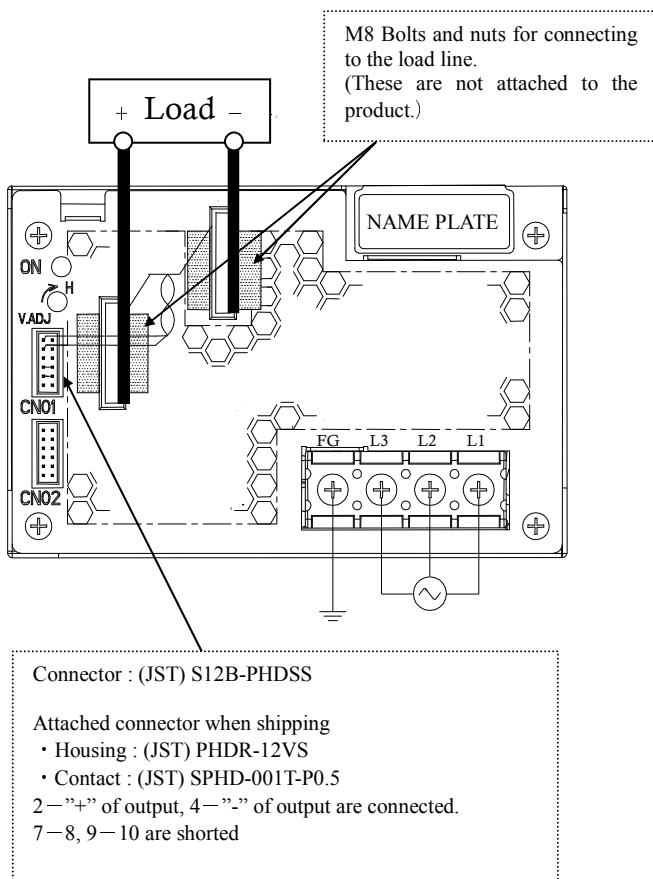 M8 Bolts and nuts for connecting
to the load line.
(These are not attached to the
product.）
+ Load −
NAME PLATE
ON
H
V.ADJ
CN01
CN02
FG L3 L2 L1
Connector : (JST) S12B-PHDSS
Attached connector when shipping
・Housing : (JST) PHDR-12VS
・Contact : (JST) SPHD-001T-P0.5
2－”+” of output, 4－”-” of output are connected.
7－8, 9－10 are shorted